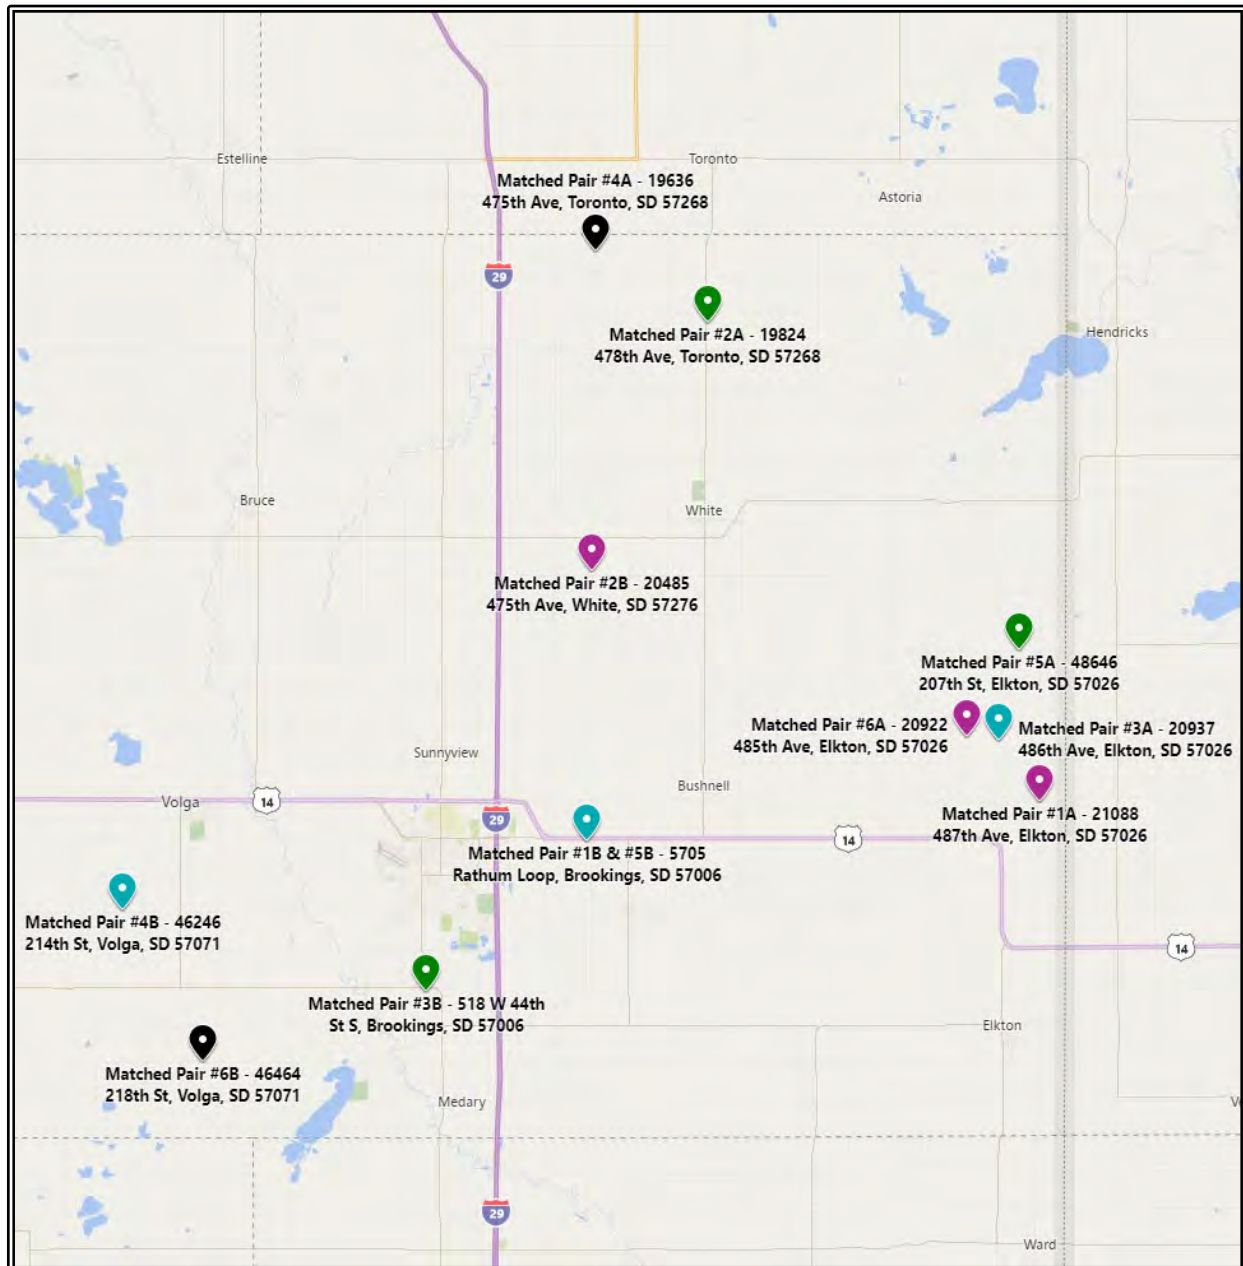 Estelline
Toronto
Matched Pair #4A - 19636
475th Ave, Toronto, SD 57268
Astoria
29
Matched Pair #2A - 19824
478th Ave, Toronto, SD 57268
Hendricks
Bruce
White
Matched Pair #2B - 20485
475th Ave, White, SD 57276
Matched Pair #5A - 48646
207th St, Elkton, SD 57026
Matched Pair #6A - 20922
485th Ave, Elkton, SD 57026
Matched Pair #3A - 20937
486th Ave, Elkton, SD 57026
Sunnyview
Bushnell
Volga
14
29
Matched Pair #1A - 21088
487th Ave, Elkton, SD 57026
14
Matched Pair #1B & #5B - 5705
Rathum Loop, Brookings, SD 57006
Matched Pair #4B - 46246
214th St, Volga, SD 57071
14
Matched Pair #3B - 518 W 44th
St S, Brookings, SD 57006
Elkton
Matched Pair #6B - 46464
218th St, Volga, SD 57071
Medary
29
Ward